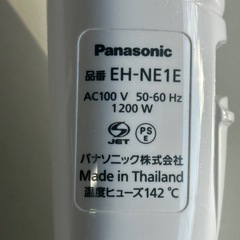 Panasonic
品番 EH-NE1E
AC100 V 50-60 Hz
1200 W
S JET PS E
パナソニック株式会社
Made in Thailand
温度ヒューズ142 ℃